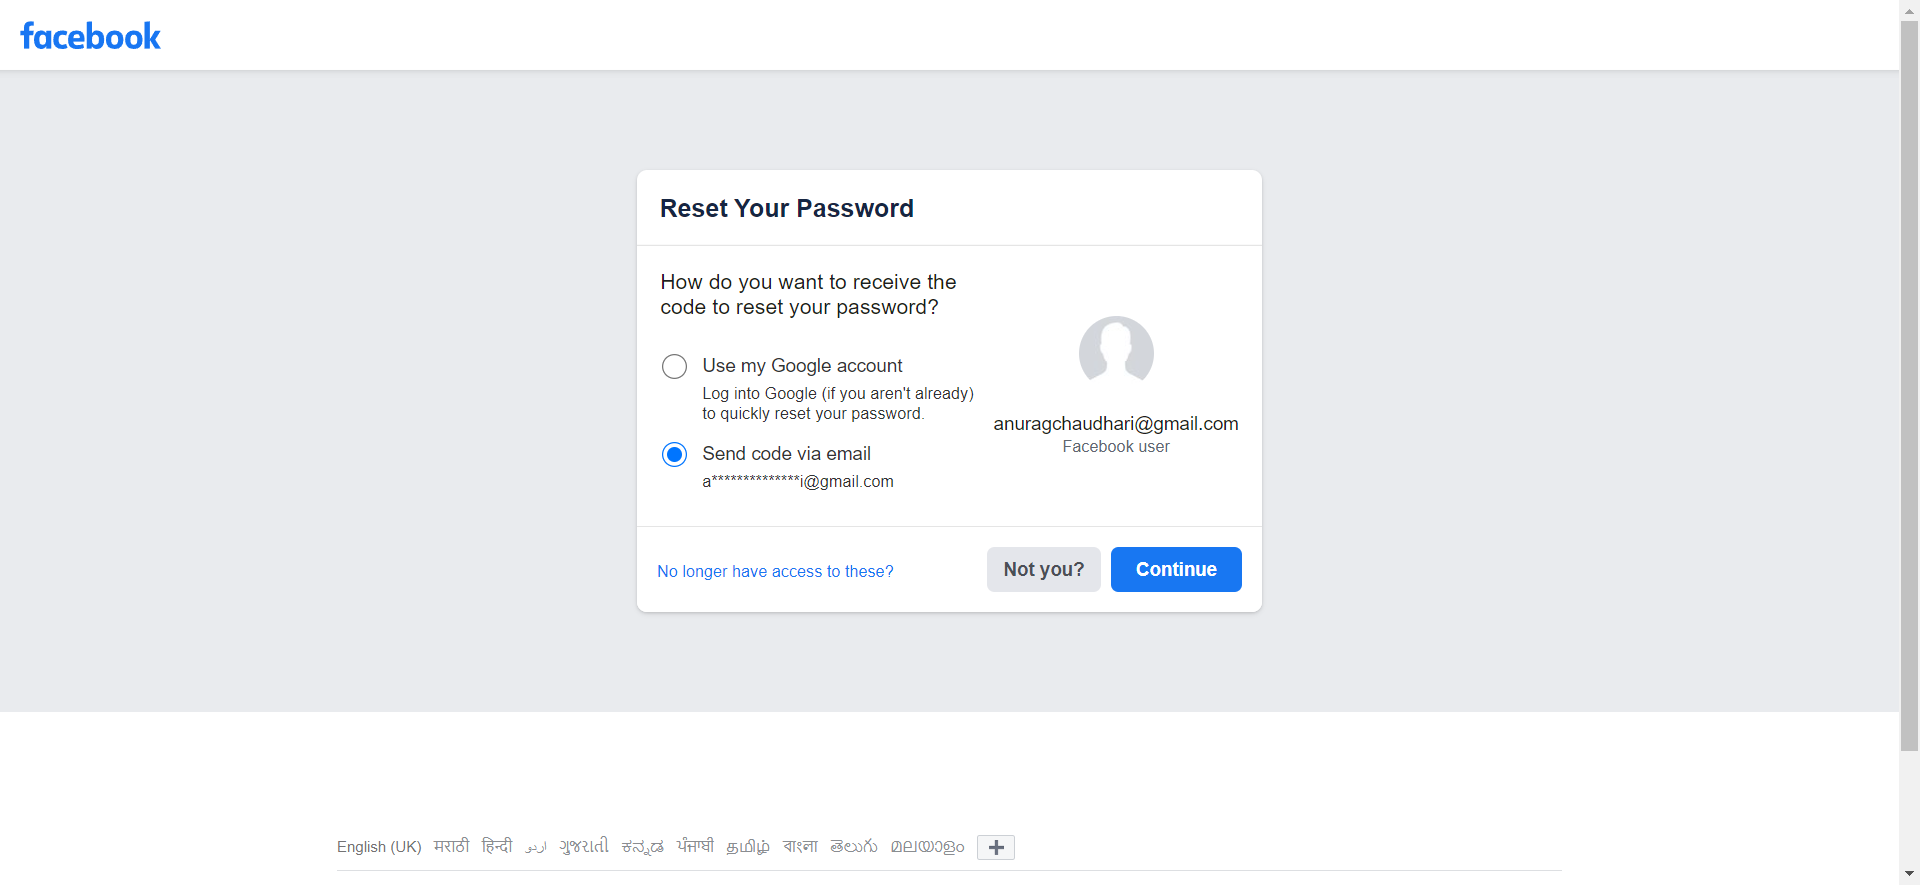 facebook
Reset Your Password
How do you want to receive the
code to reset your password?
Use my Google account
Log into Google (if you aren't already)
to quickly reset your password.
Send code via email
a**************i@gmail.com
anuragchaudhari@gmail.com
Facebook user
No longer have access to these?
Not you?
Continue
English (UK) मराठी हिन्दी اردو ગુજરાતી ಕನ್ನಡ ਪੰਜਾਬੀ தமிழ் বাংলা తెలుగు മലയാളം